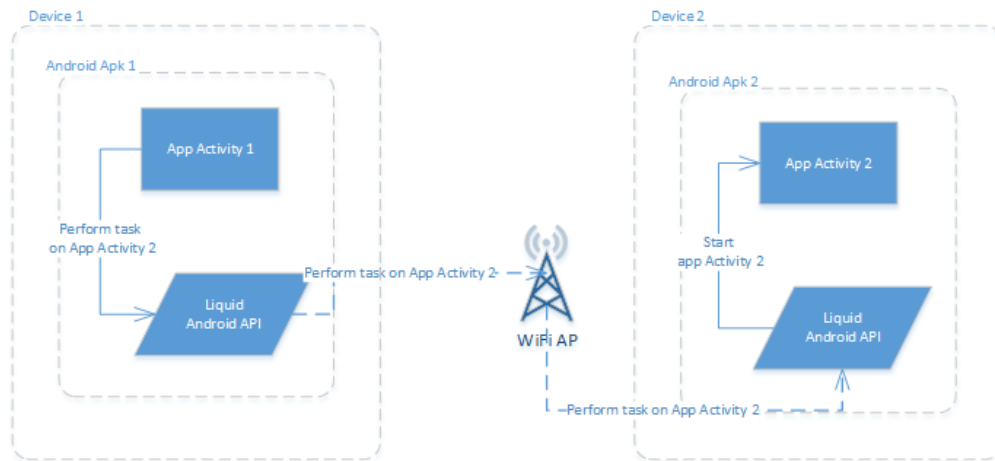 Device 1
Android Apk 1
App Activity 1
Perform task
on App Activity 2
Liquid
Android API
Perform task on App Activity 2
WiFi AP
Perform task on App Activity 2
Device 2
Android Apk 2
App Activity 2
Start
app Activity 2
Liquid
Android API